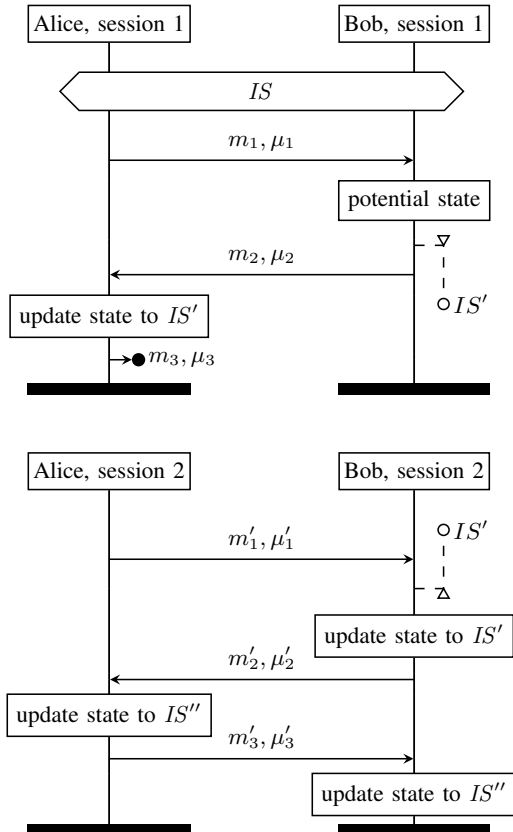 Alice, session 1
Bob, session 1
IS
m₁, μ₁
potential state
m₂, μ₂
IS′
update state to IS′
m₃, μ₃
Alice, session 2
Bob, session 2
IS′
m′₁, μ′₁
update state to IS′
m′₂, μ′₂
update state to IS″
m′₃, μ′₃
update state to IS″